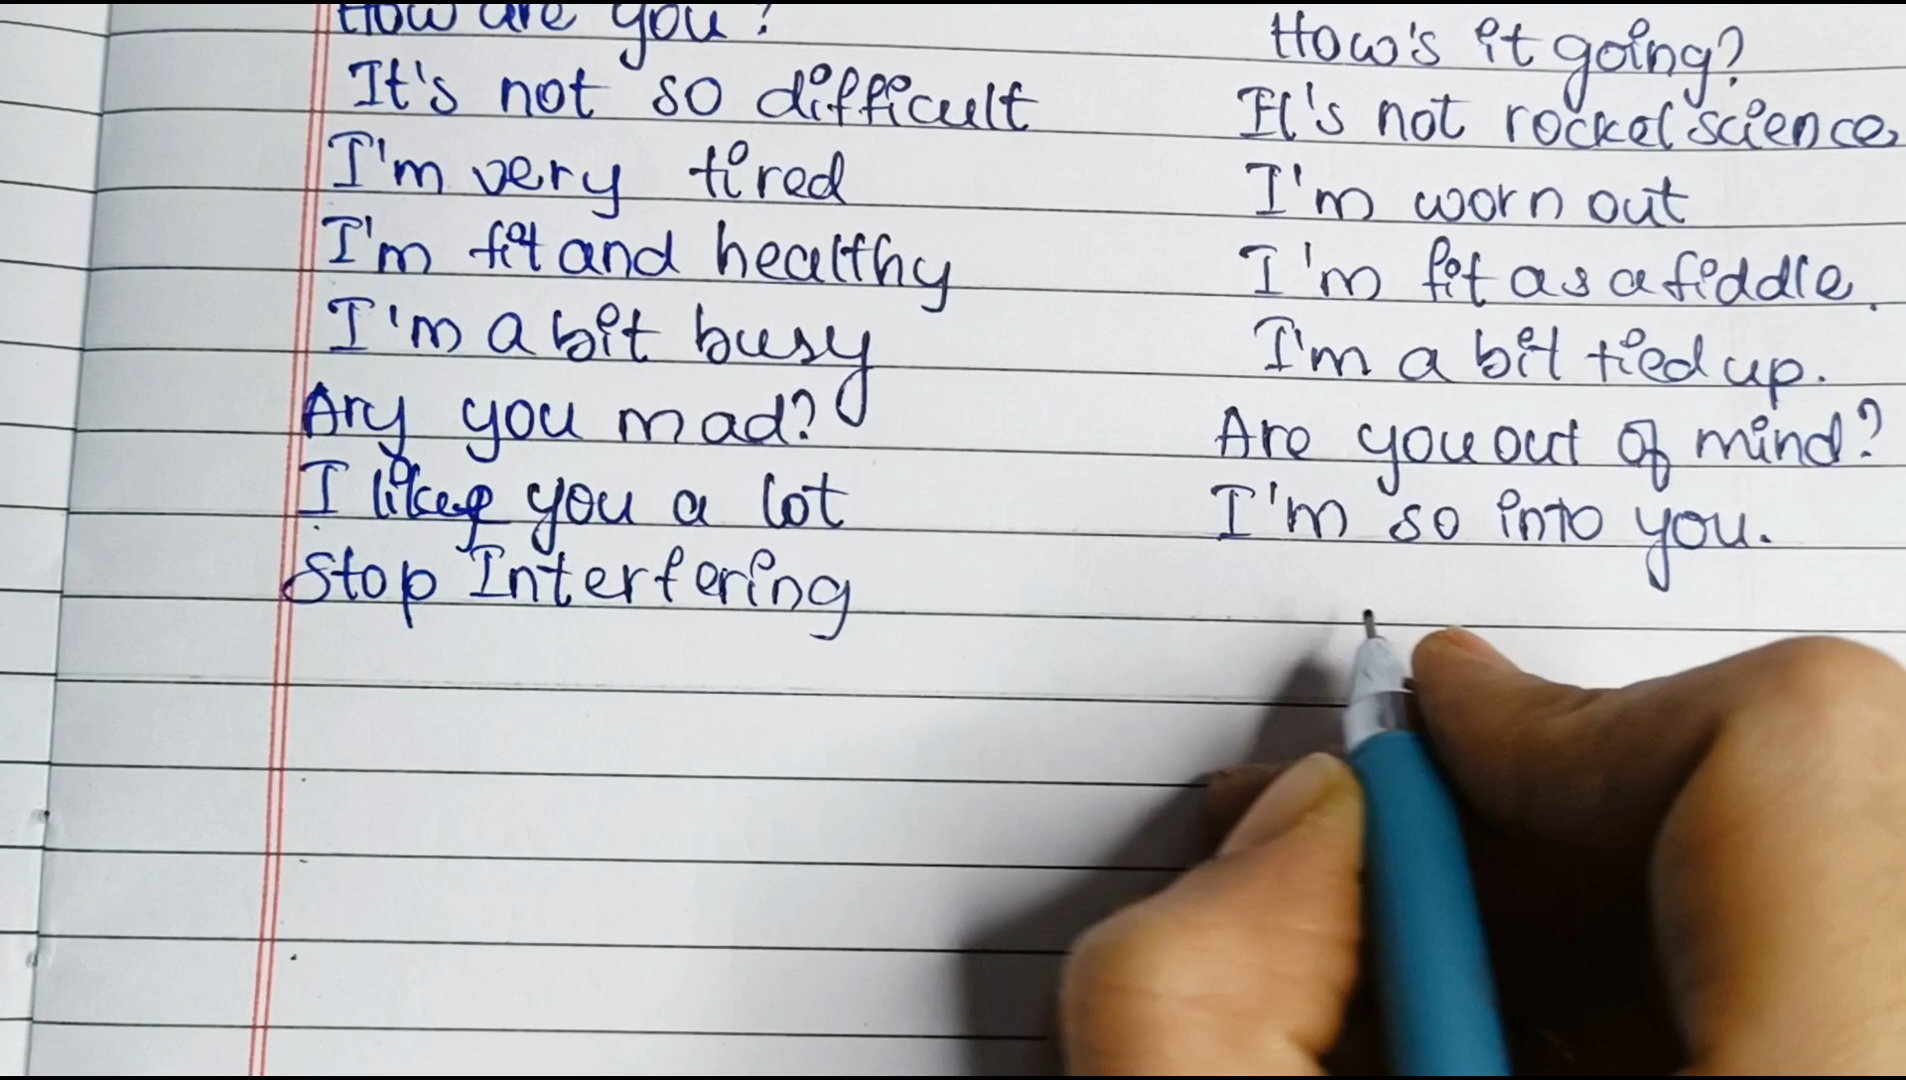 How are you?
How's it going?
It's not so difficult
It's not rocket science
I'm very tired
I'm worn out
I'm fit and healthy
I'm fit as a fiddle.
I'm a bit busy
I'm a bit tied up.
Ary you mad?
Are you out of mind?
I like you a lot
I'm so into you.
Stop Interfering